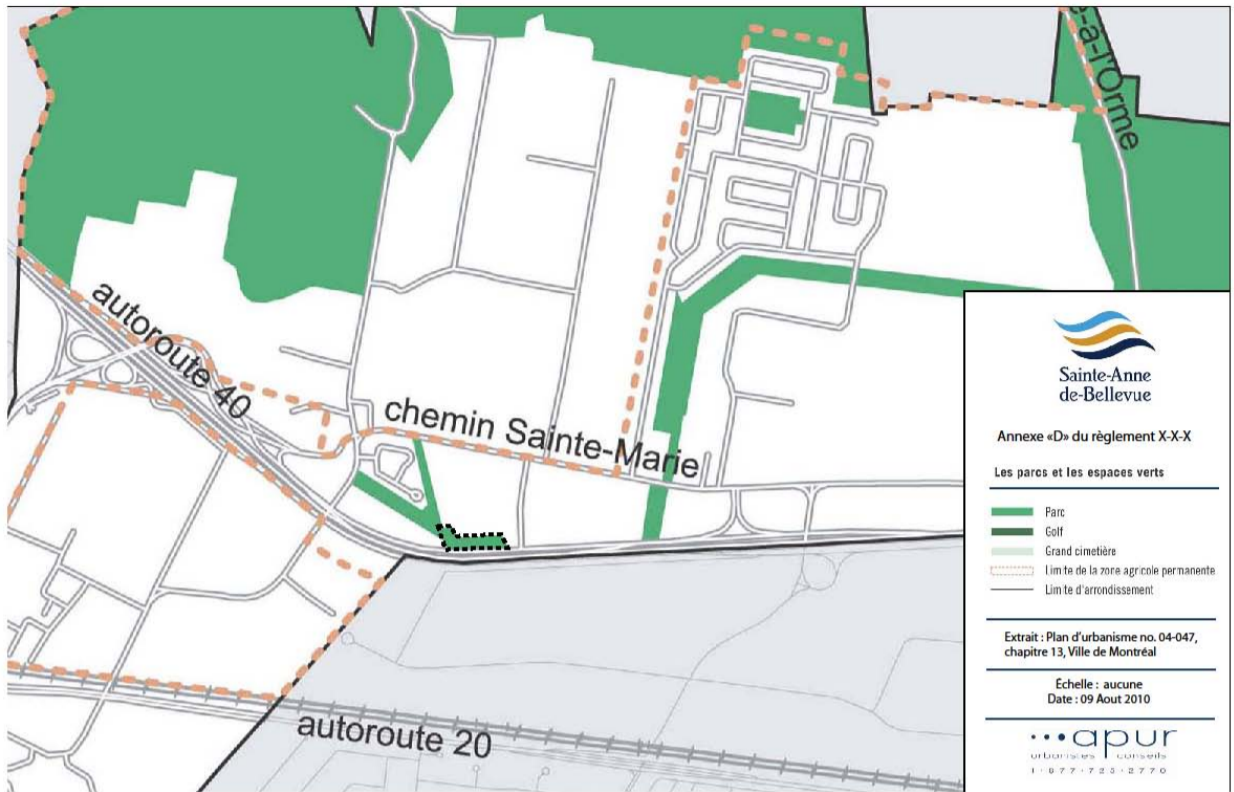 e-à-l'Orme
autoroute 40
chemin Sainte-Marie
autoroute 20
Sainte-Anne
de-Bellevue
Annexe «D» du règlement X-X-X
Les parcs et les espaces verts
Parc
Golf
Grand cimetière
Limite de la zone agricole permanente
Limite d'arrondissement
Extrait : Plan d'urbanisme no. 04-047,
chapitre 13, Ville de Montréal
Échelle : aucune
Date : 09 Aout 2010
apur
urbanistes conseils
1·877·725·2770